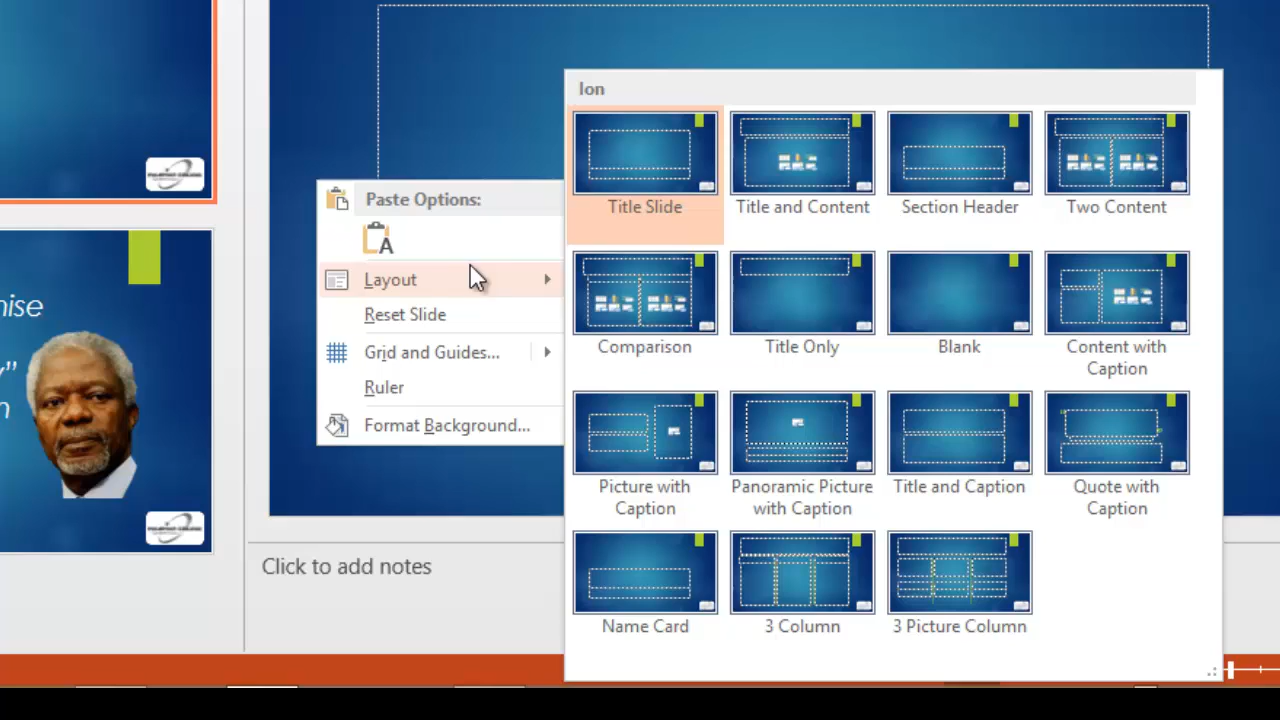 nise
y"
n
Paste Options:
A
Layout
Reset Slide
Grid and Guides...
Ruler
Format Background...
Click to add notes
Ion
Title Slide
Title and Content
Section Header
Two Content
Comparison
Title Only
Blank
Content with
Caption
Picture with
Caption
Panoramic Picture
with Caption
Title and Caption
Quote with
Caption
Name Card
3 Column
3 Picture Column